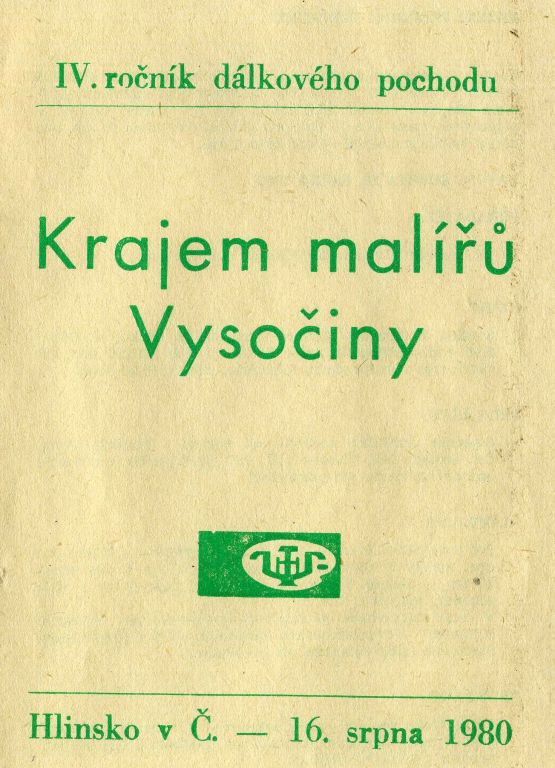 IV. ročník dálkového pochodu
Krajem malířů
Vysočiny
Hlinsko v Č. — 16. srpna 1980